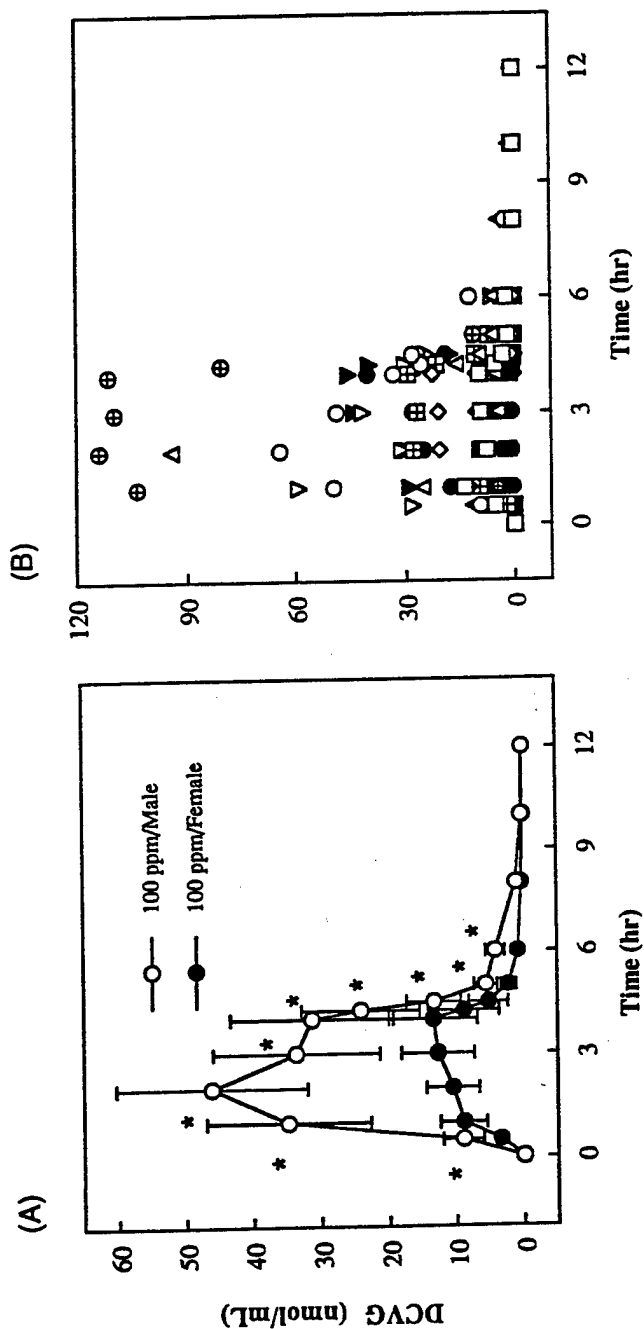 (A)
DCVG (nmol/mL)
60
50
40
30
20
10
0
100 ppm/Male
100 ppm/Female
* * * * * * * *
0 3 6 9 12
Time (hr)
(B)
120
90
60
30
0
0 3 6 9 12
Time (hr)